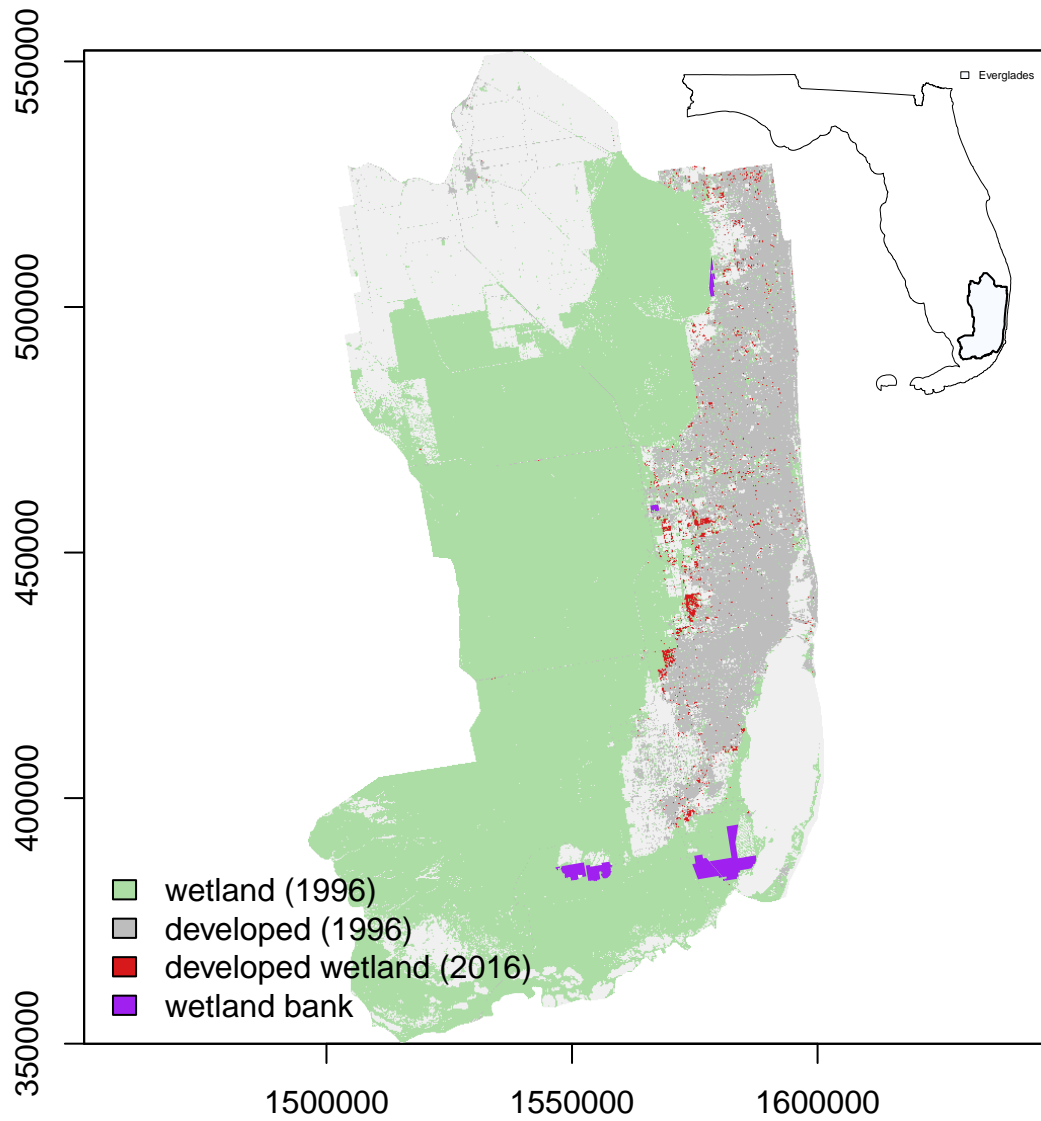 550000
500000
450000
400000
350000
Everglades
wetland (1996)
developed (1996)
developed wetland (2016)
wetland bank
1500000
1550000
1600000